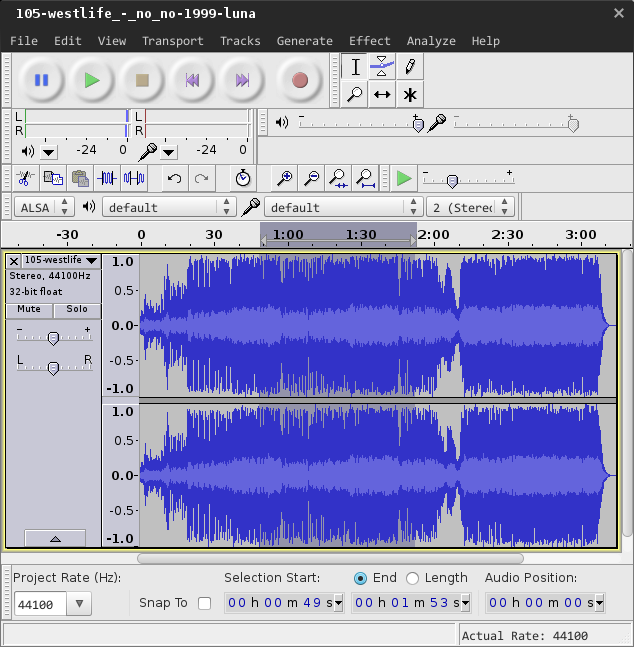 105-westlife_-_no_no-1999-luna
File Edit View Transport Tracks Generate Effect Analyze Help
L L
R R
-24 0 -24 0
- + - +
- +
ALSA default default 2 (Stere
-30 0 30 1:00 1:30 2:00 2:30 3:00
105-westlife
Stereo, 44100Hz
32-bit float
Mute Solo
- +
L R
1.0
0.5
0.0
-0.5
-1.0
1.0
0.5
0.0
-0.5
-1.0
Project Rate (Hz): Selection Start: End Length Audio Position:
44100 Snap To 00 h 00 m 49 s 00 h 01 m 53 s 00 h 00 m 00 s
Actual Rate: 44100